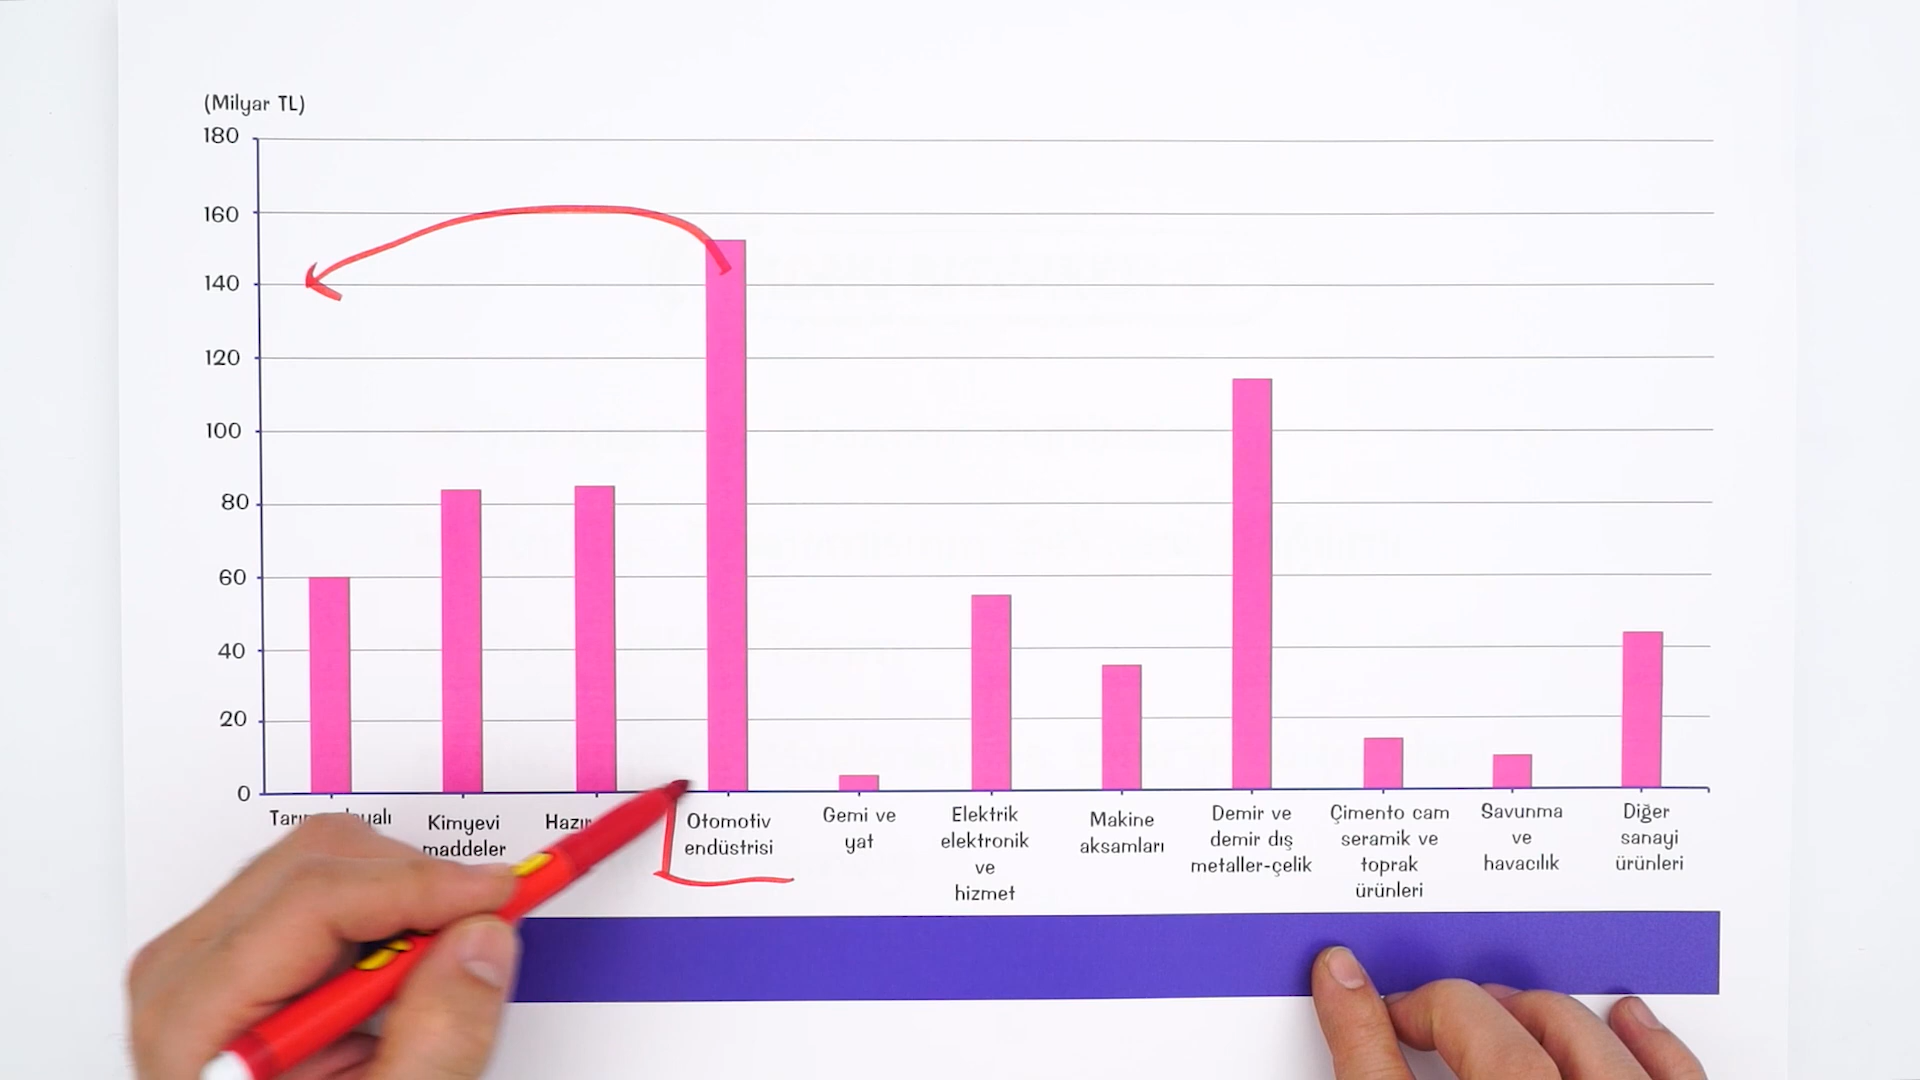 (Milyar TL)
180
160
140
120
100
80
60
40
20
0
Kimyevi
maddeler
Otomotiv
endüstrisi
Gemi ve
yat
Elektrik
elektronik
ve
hizmet
Makine
aksamları
Demir ve
demir dış
metaller-çelik
Çimento cam
seramik ve
toprak
ürünleri
Savunma
ve
havacılık
Diğer
sanayi
ürünleri